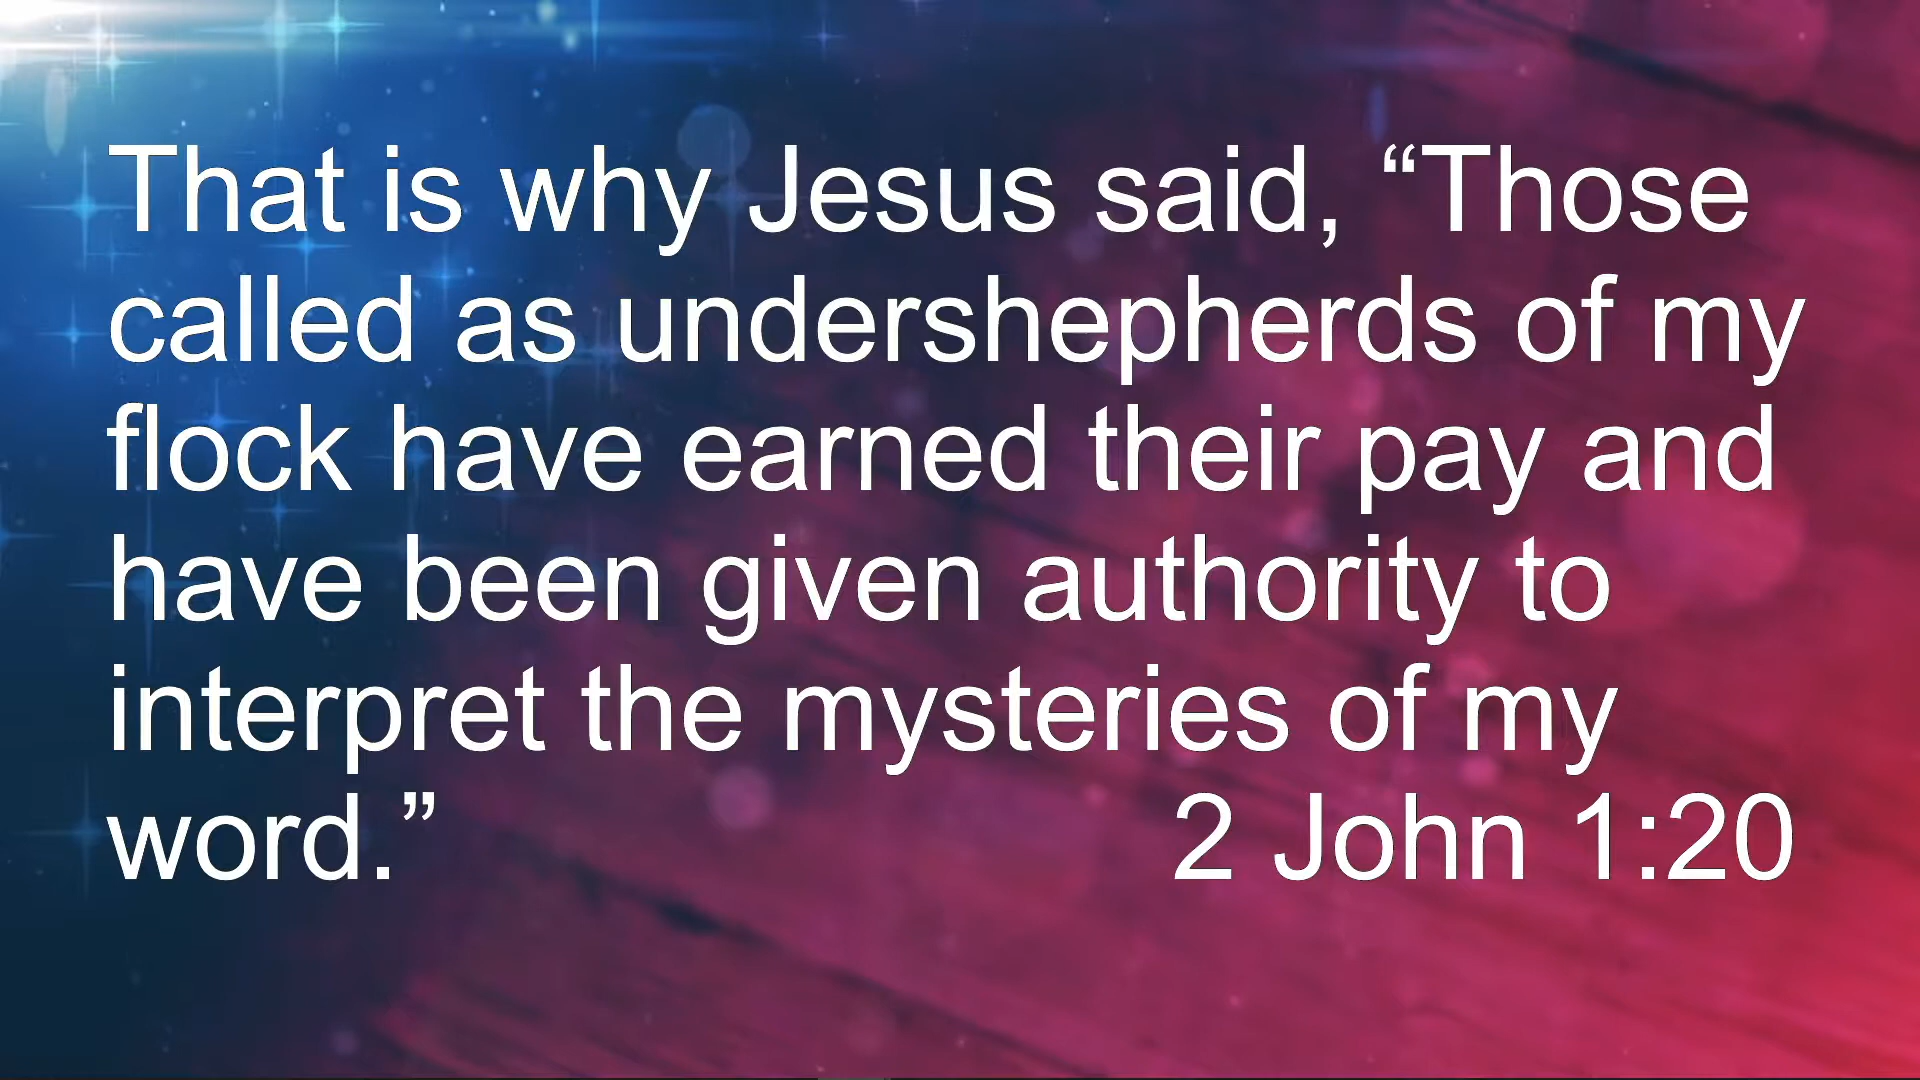 That is why Jesus said, “Those
called as undershepherds of my
flock have earned their pay and
have been given authority to
interpret the mysteries of my
word.” 2 John 1:20